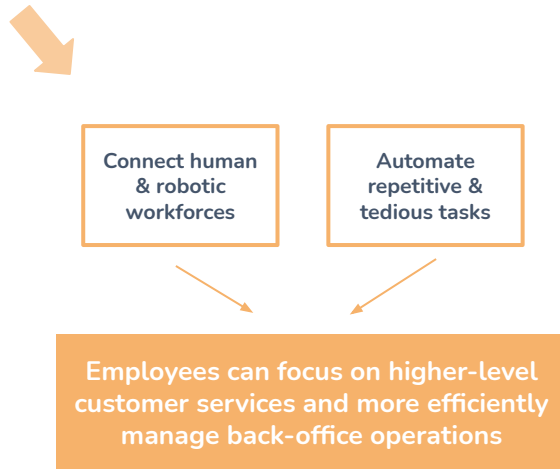 Connect human
& robotic
workforces
Automate
repetitive &
tedious tasks
Employees can focus on higher-level
customer services and more efficiently
manage back-office operations